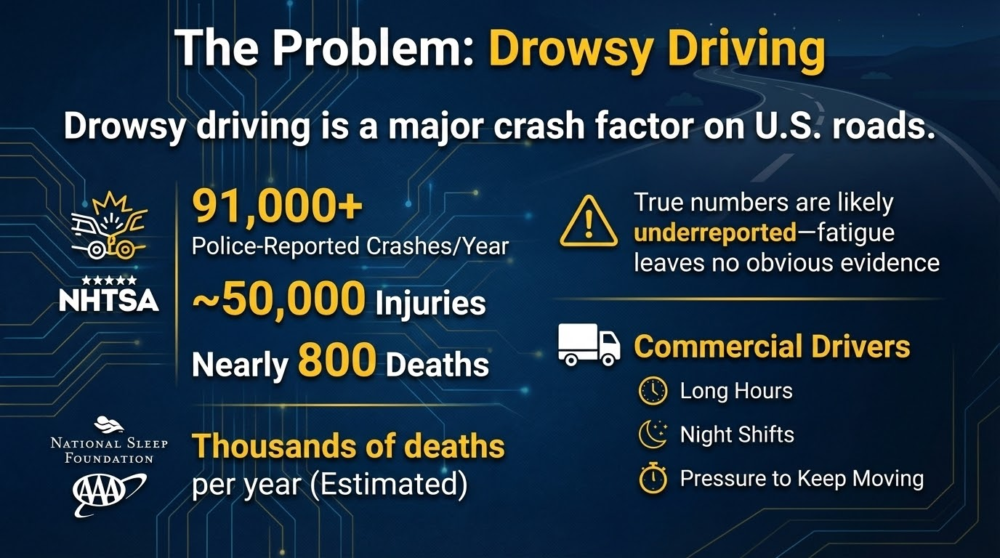 The Problem: Drowsy Driving
Drowsy driving is a major crash factor on U.S. roads.
NHTSA
91,000+
Police-Reported Crashes/Year
~50,000 Injuries
Nearly 800 Deaths
NATIONAL SLEEP
FOUNDATION
AAA
Thousands of deaths
per year (Estimated)
True numbers are likely
underreported—fatigue
leaves no obvious evidence
Commercial Drivers
Long Hours
Night Shifts
Pressure to Keep Moving